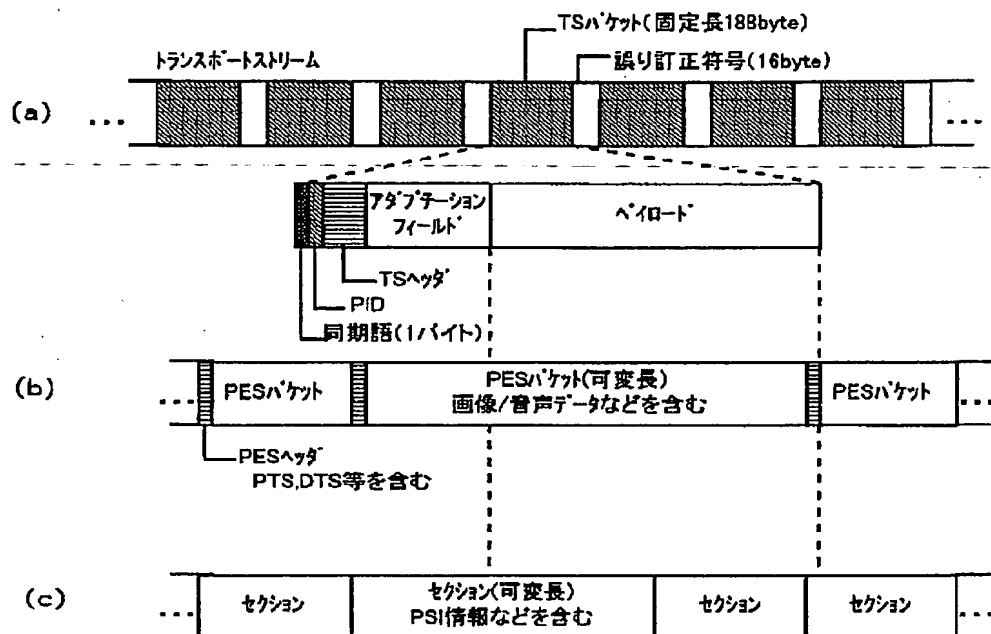 TSパケット(固定長188byte)
トランスポートストリーム
誤り訂正符号(16byte)
(a)
アダプテーション
フィールド
ペイロード
TSヘッダ
PID
同期語(1バイト)
(b)
PESパケット
PESパケット(可変長)
画像/音声データなどを含む
PESパケット
PESヘッダ
PTS,DTS等を含む
(c)
セクション
セクション(可変長)
PSI情報などを含む
セクション
セクション